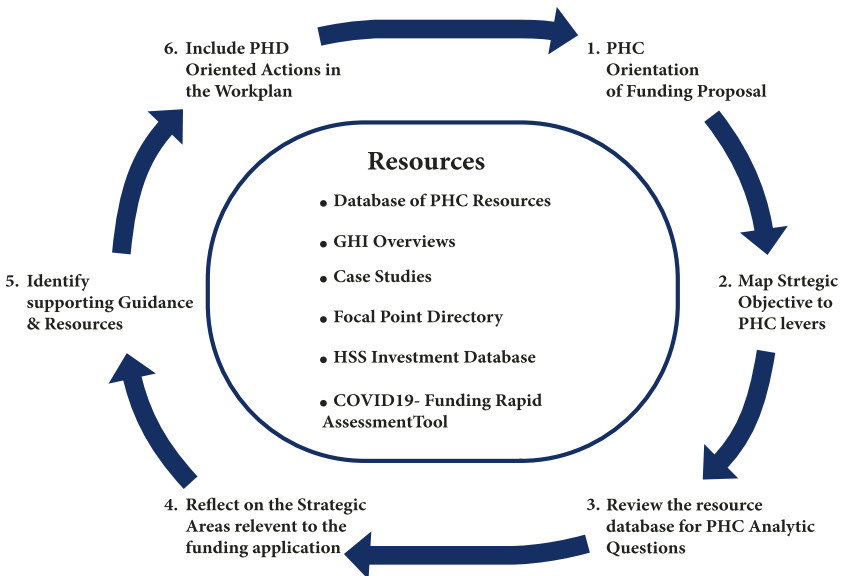 6. Include PHD
Oriented Actions in
the Workplan
1. PHC
Orientation
of Funding Proposal
Resources
• Database of PHC Resources
• GHI Overviews
• Case Studies
• Focal Point Directory
• HSS Investment Database
• COVID19- Funding Rapid
AssessmentTool
5. Identify
supporting Guidance
& Resources
2. Map Strtegic
Objective to
PHC levers
4. Reflect on the Strategic
Areas relevent to the
funding application
3. Review the resource
database for PHC Analytic
Questions